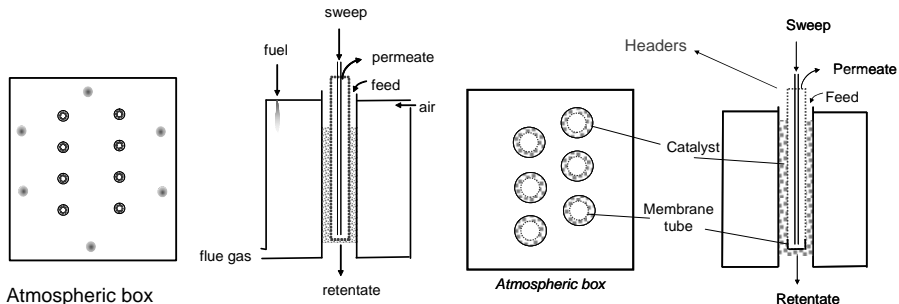 sweep
fuel
permeate
feed
air
flue gas
retentate
Atmospheric box
Sweep
Headers
Permeate
Feed
Catalyst
Membrane
tube
Atmospheric box
Retentate